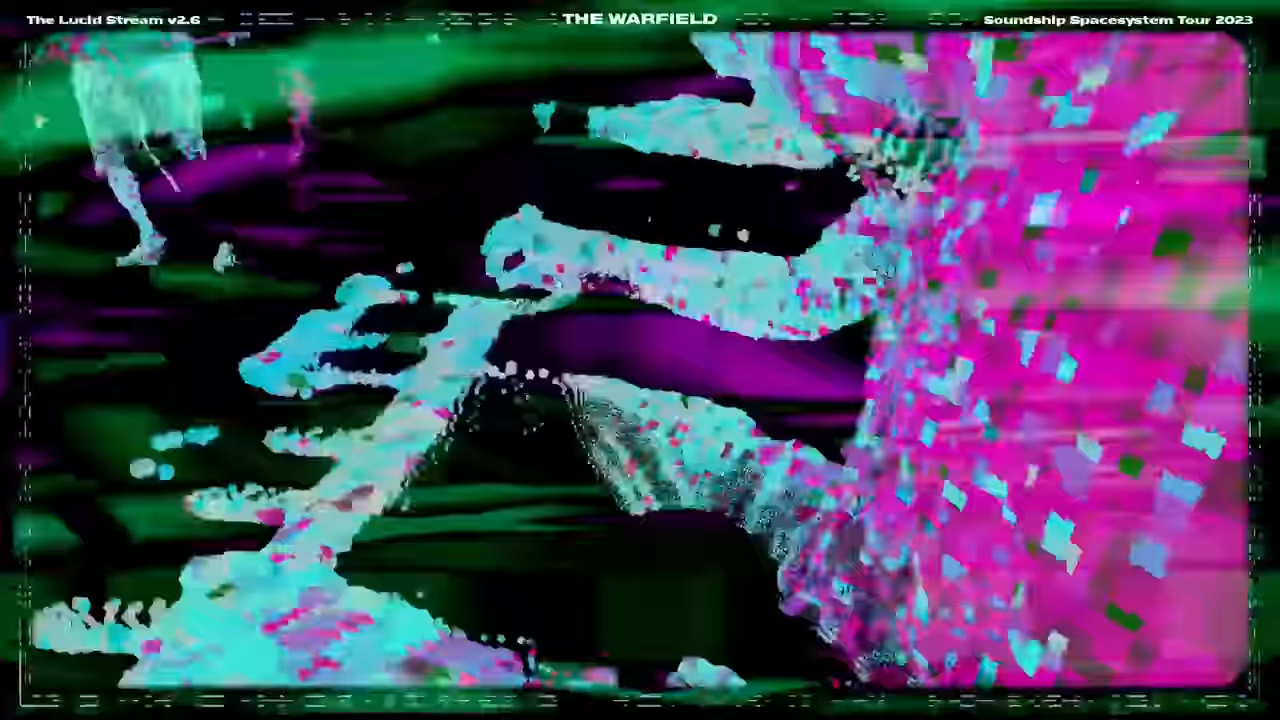 The Lucid Stream v2.6
THE WARFIELD
Soundship Spacesystem Tour 2023